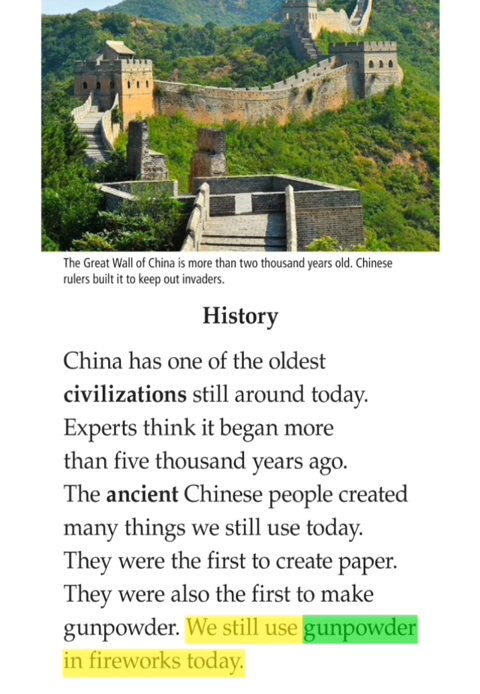 The Great Wall of China is more than two thousand years old. Chinese
rulers built it to keep out invaders.
History
China has one of the oldest
civilizations still around today.
Experts think it began more
than five thousand years ago.
The ancient Chinese people created
many things we still use today.
They were the first to create paper.
They were also the first to make
gunpowder. We still use gunpowder
in fireworks today.